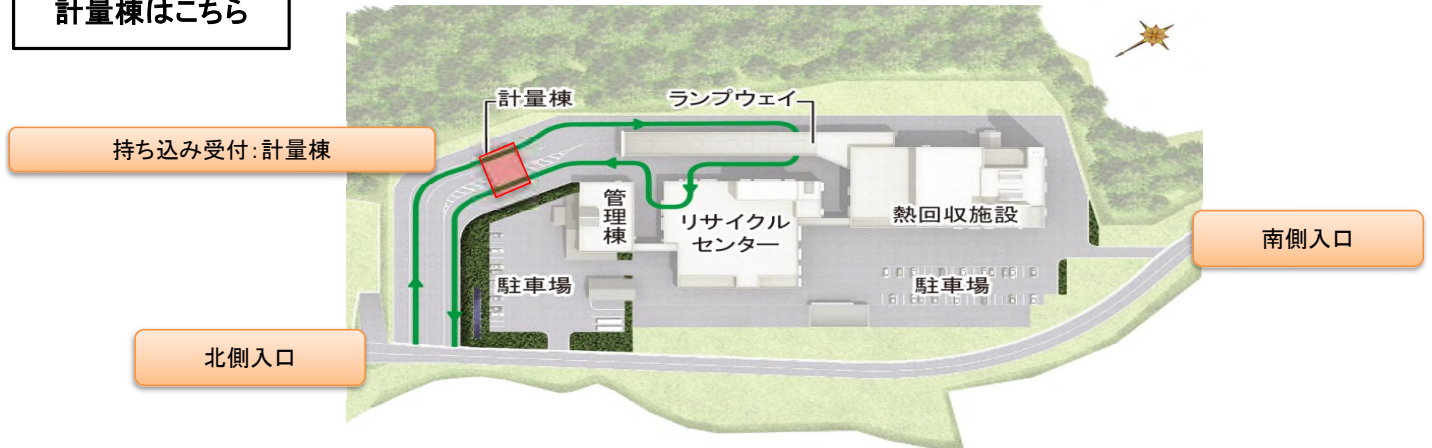 計量棟はこちら
計量棟
ランプウェイ
持ち込み受付:計量棟
管理棟
リサイクル
センター
熱回収施設
南側入口
駐車場
駐車場
北側入口